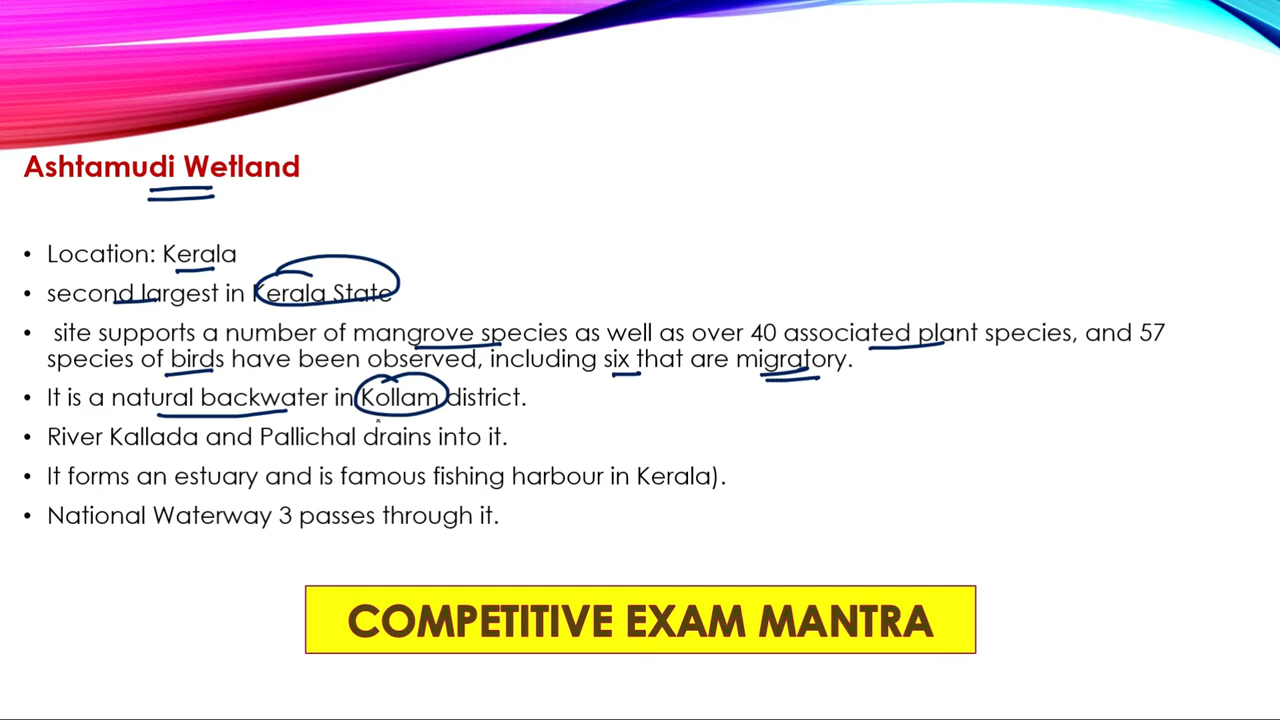 Ashtamudi Wetland
• Location: Kerala
• second largest in Kerala State
• site supports a number of mangrove species as well as over 40 associated plant species, and 57
species of birds have been observed, including six that are migratory.
• It is a natural backwater in Kollam district.
• River Kallada and Pallichal drains into it.
• It forms an estuary and is famous fishing harbour in Kerala).
• National Waterway 3 passes through it.
COMPETITIVE EXAM MANTRA